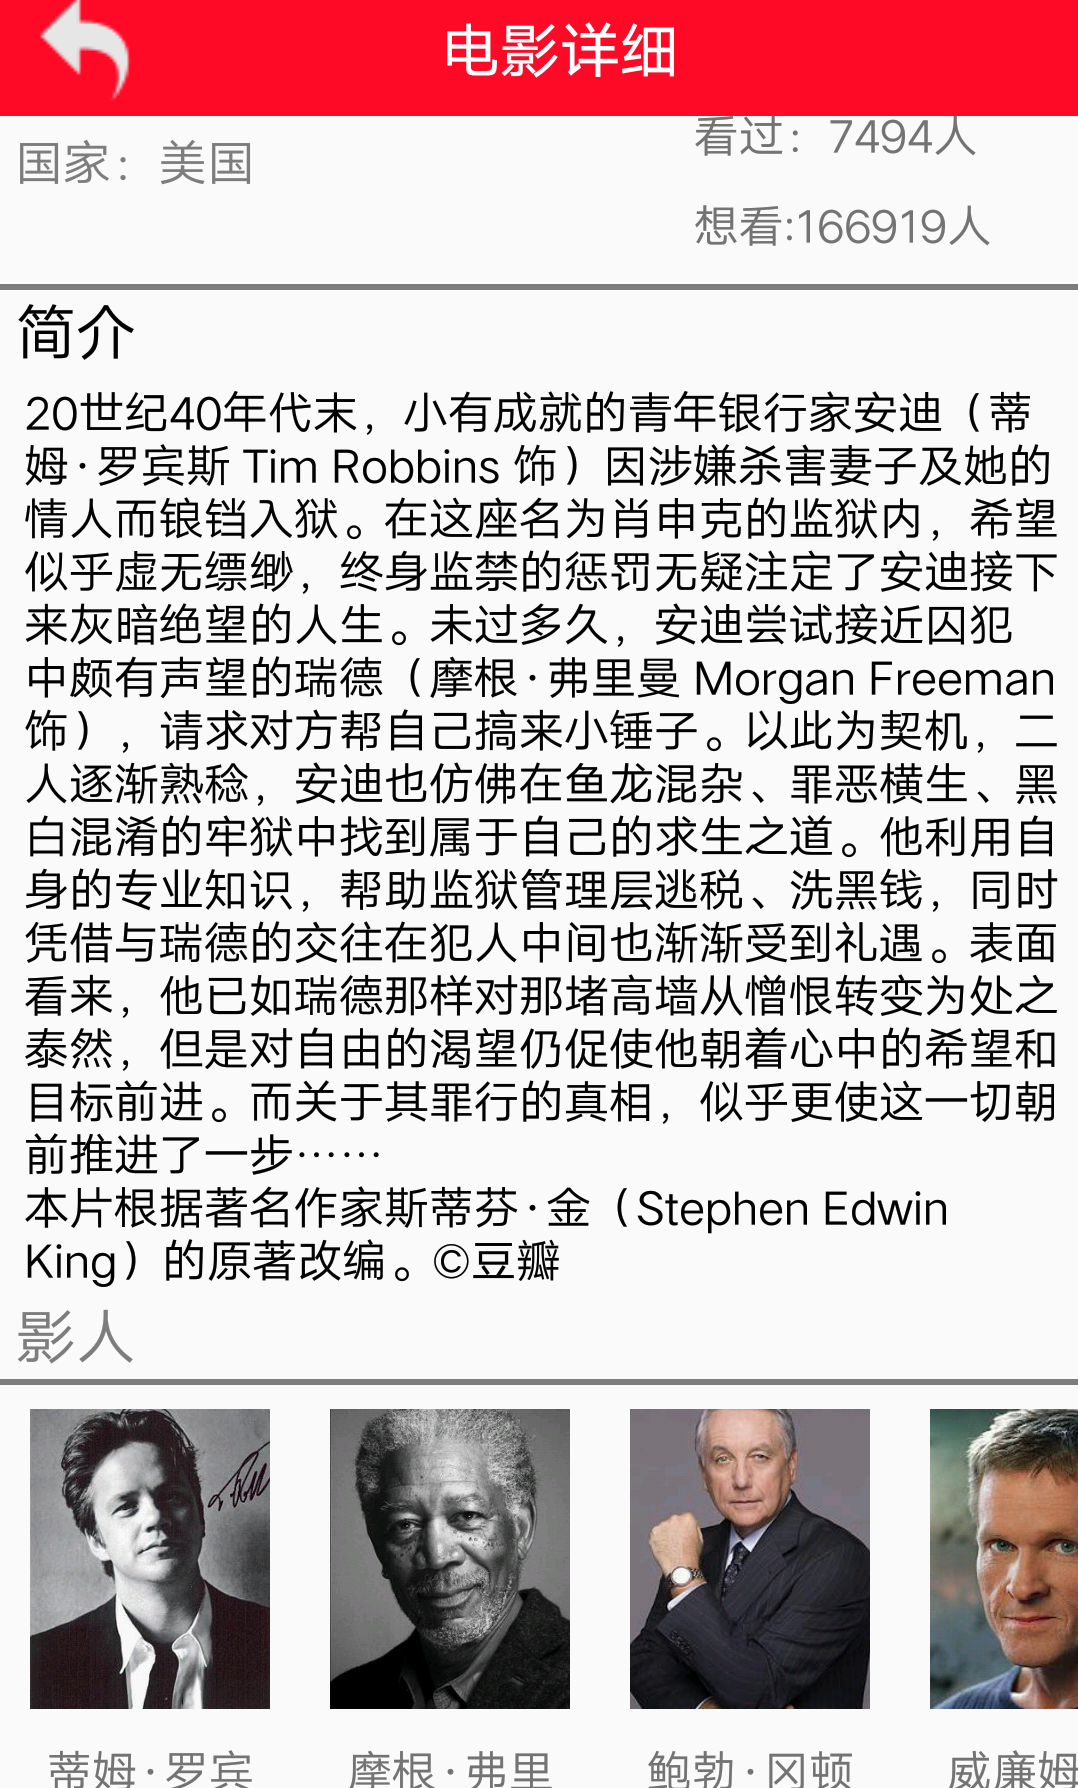 电影详细
看过：7494人
国家：美国
想看:166919人
简介
20世纪40年代末，小有成就的青年银行家安迪（蒂
姆·罗宾斯 Tim Robbins 饰）因涉嫌杀害妻子及她的
情人而锒铛入狱。在这座名为肖申克的监狱内，希望
似乎虚无缥缈，终身监禁的惩罚无疑注定了安迪接下
来灰暗绝望的人生。未过多久，安迪尝试接近囚犯
中颇有声望的瑞德（摩根·弗里曼 Morgan Freeman
饰），请求对方帮自己搞来小锤子。以此为契机，二
人逐渐熟稔，安迪也仿佛在鱼龙混杂、罪恶横生、黑
白混淆的牢狱中找到属于自己的求生之道。他利用自
身的专业知识，帮助监狱管理层逃税、洗黑钱，同时
凭借与瑞德的交往在犯人中间也渐渐受到礼遇。表面
看来，他已如瑞德那样对那堵高墙从憎恨转变为处之
泰然，但是对自由的渴望仍促使他朝着心中的希望和
目标前进。而关于其罪行的真相，似乎更使这一切朝
前推进了一步······
本片根据著名作家斯蒂芬·金（Stephen Edwin
King）的原著改编。©豆瓣
影人
蒂姆·罗宾
摩根·弗里
鲍勃·冈顿
威廉姆